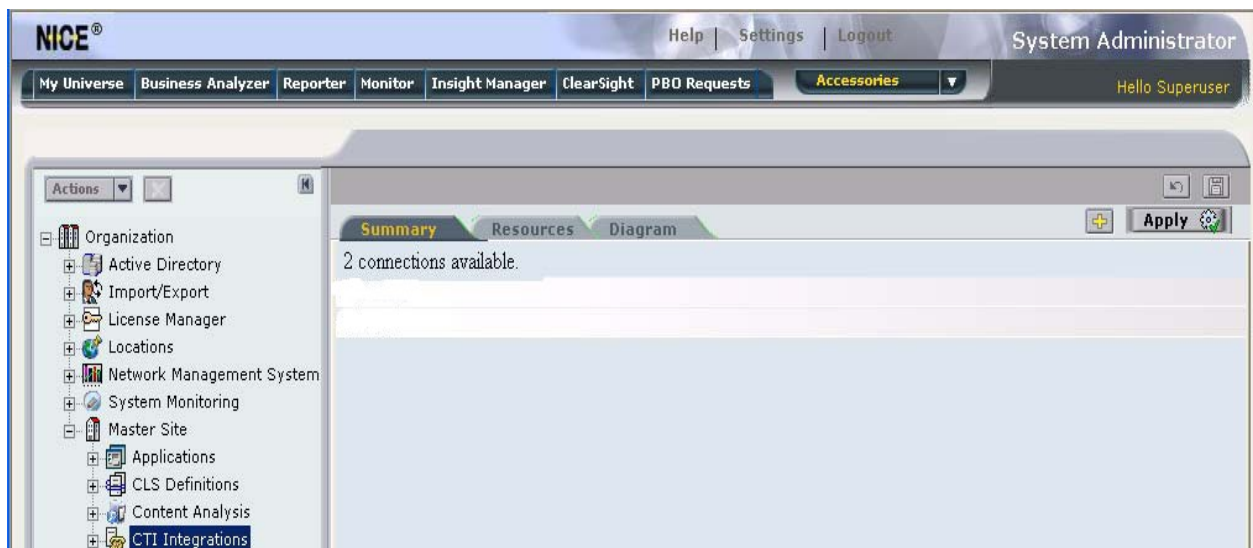 NICE®
Help | Settings | Logout
System Administrator
My Universe Business Analyzer Reporter Monitor Insight Manager ClearSight PBO Requests Accessories
Hello Superuser
Actions
Summary Resources Diagram
Apply
2 connections available.
Organization
Active Directory
Import/Export
License Manager
Locations
Network Management System
System Monitoring
Master Site
Applications
CLS Definitions
Content Analysis
CTI Integrations